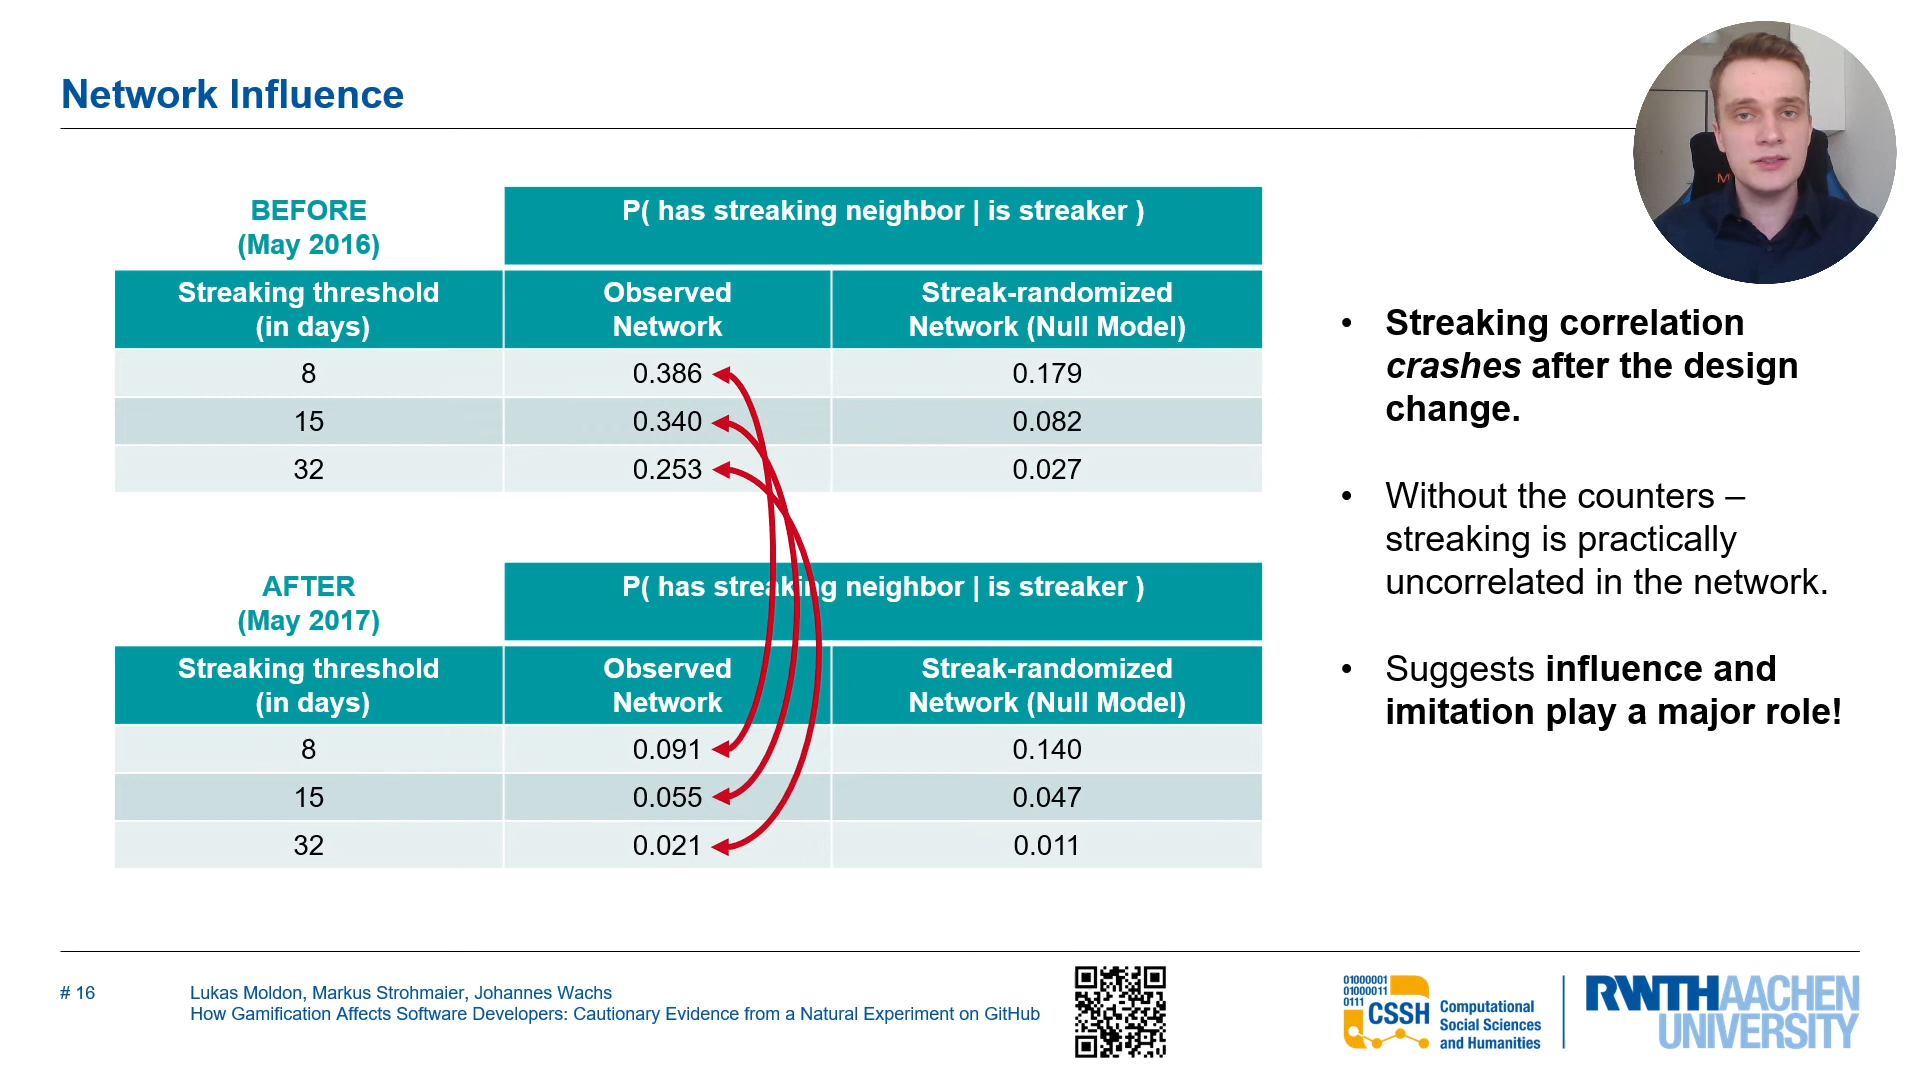 Network Influence
BEFORE
(May 2016)
P( has streaking neighbor | is streaker )
Streaking threshold
(in days)
Observed
Network
Streak-randomized
Network (Null Model)
8 0.386 0.179
15 0.340 0.082
32 0.253 0.027
AFTER
(May 2017)
P( has streaking neighbor | is streaker )
Streaking threshold
(in days)
Observed
Network
Streak-randomized
Network (Null Model)
8 0.091 0.140
15 0.055 0.047
32 0.021 0.011
• Streaking correlation
crashes after the design
change.
• Without the counters –
streaking is practically
uncorrelated in the network.
• Suggests influence and
imitation play a major role!
# 16
Lukas Moldon, Markus Strohmaier, Johannes Wachs
How Gamification Affects Software Developers: Cautionary Evidence from a Natural Experiment on GitHub
01000001
01000011
0111
CSSH
Computational
Social Sciences
and Humanities
RWTH AACHEN
UNIVERSITY